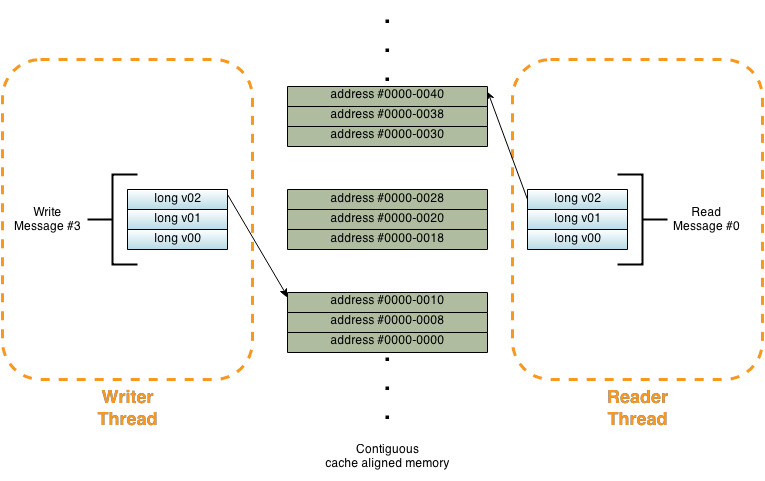 address #0000-0040
address #0000-0038
address #0000-0030
Write
Message #3
long v02
long v01
long v00
address #0000-0028
address #0000-0020
address #0000-0018
long v02
long v01
long v00
Read
Message #0
address #0000-0010
address #0000-0008
address #0000-0000
Writer
Thread
Reader
Thread
Contiguous
cache aligned memory